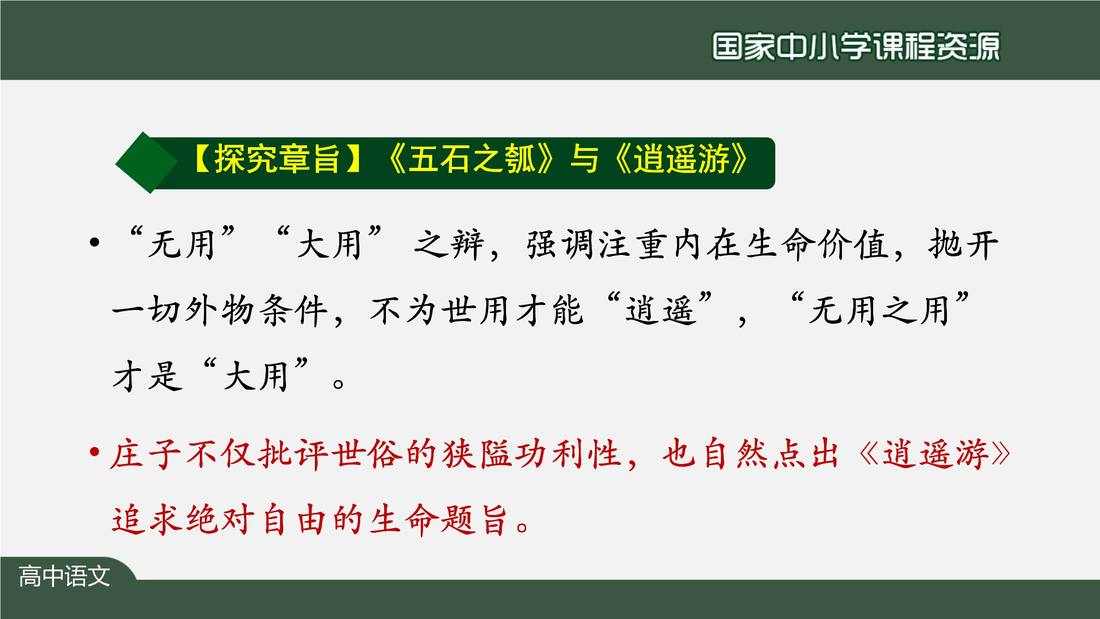 国家中小学课程资源
【探究章旨】《五石之瓠》与《逍遥游》
•“无用”“大用”之辩，强调注重内在生命价值，抛开
一切外物条件，不为世用才能“逍遥”，“无用之用”
才是“大用”。
•庄子不仅批评世俗的狭隘功利性，也自然点出《逍遥游》
追求绝对自由的生命题旨。
高中语文